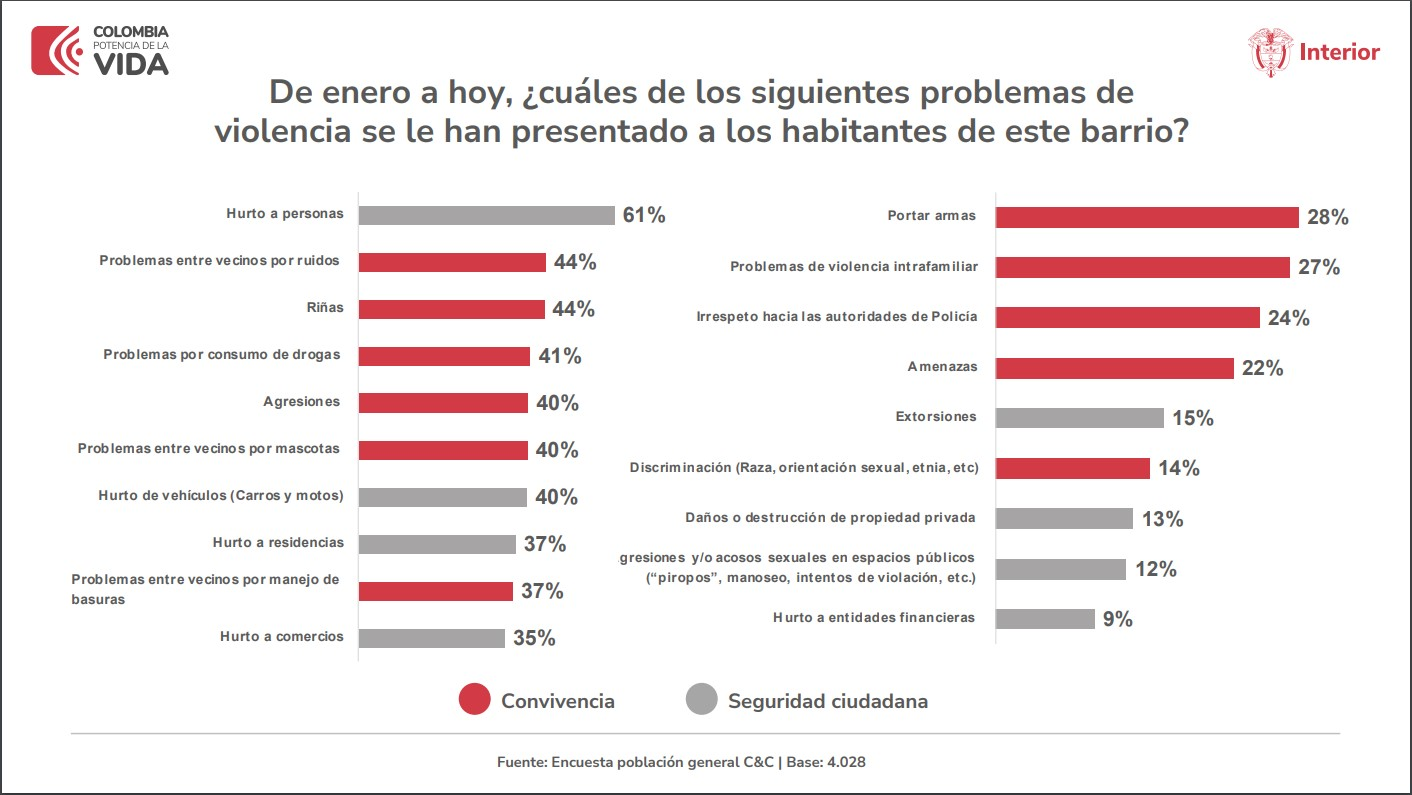 COLOMBIA
POTENCIA DE LA
VIDA
Interior
De enero a hoy, ¿cuáles de los siguientes problemas de
violencia se le han presentado a los habitantes de este barrio?
Hurto a personas 61%
Problemas entre vecinos por ruidos 44%
Riñas 44%
Problemas por consumo de drogas 41%
Agresiones 40%
Problemas entre vecinos por mascotas 40%
Hurto de vehículos (Carros y motos) 40%
Hurto a residencias 37%
Problemas entre vecinos por manejo de
basuras 37%
Hurto a comercios 35%
Portar armas 28%
Problemas de violencia intrafamiliar 27%
Irrespeto hacia las autoridades de Policía 24%
Amenazas 22%
Extorsiones 15%
Discriminación (Raza, orientación sexual, etnia, etc) 14%
Daños o destrucción de propiedad privada 13%
gresiones y/o acosos sexuales en espacios públicos
(“piropos”, manoseo, intentos de violación, etc.) 12%
Hurto a entidades financieras 9%
Convivencia
Seguridad ciudadana
Fuente: Encuesta población general C&C | Base: 4.028